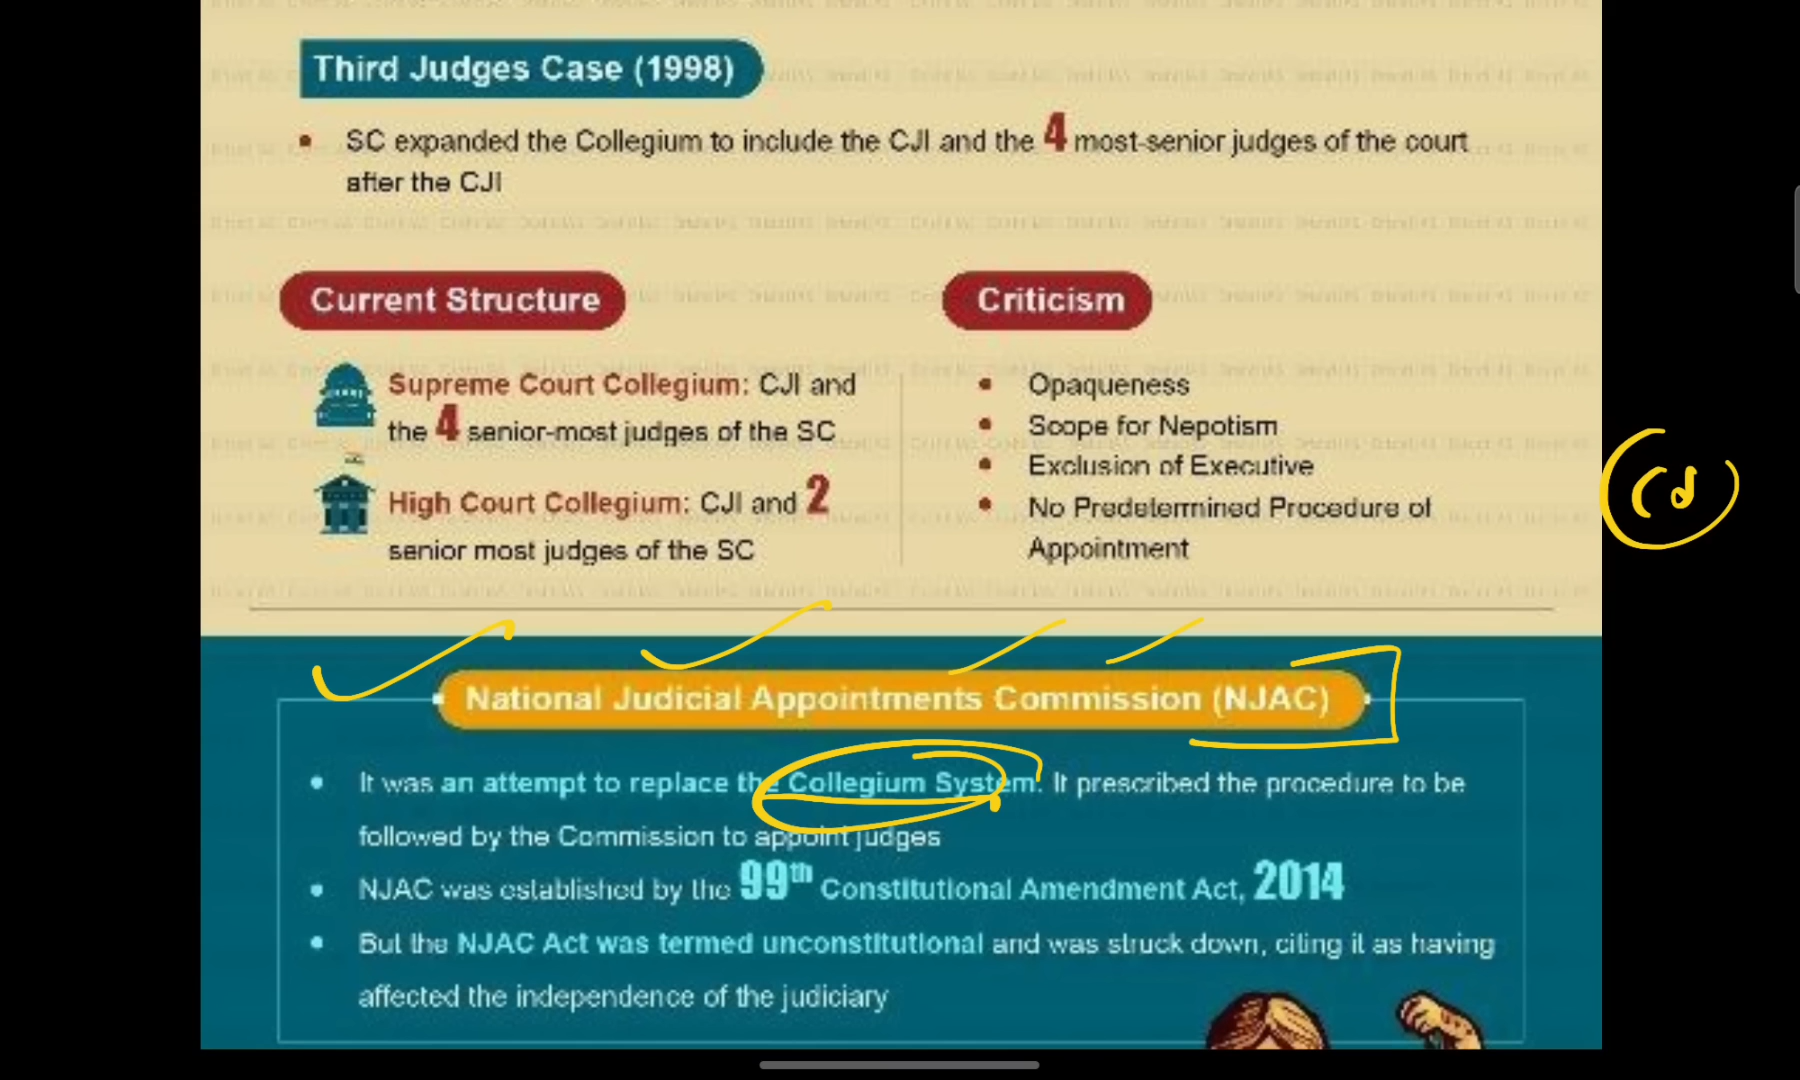 Third Judges Case (1998)
• SC expanded the Collegium to include the CJI and the 4 most-senior judges of the court
after the CJI
Current Structure
Supreme Court Collegium: CJI and
the 4 senior-most judges of the SC
High Court Collegium: CJI and 2
senior most judges of the SC
Criticism
• Opaqueness
• Scope for Nepotism
• Exclusion of Executive
• No Predetermined Procedure of
Appointment
National Judicial Appointments Commission (NJAC)
• It was an attempt to replace the Collegium System. It prescribed the procedure to be
followed by the Commission to appoint judges
• NJAC was established by the 99th Constitutional Amendment Act, 2014
• But the NJAC Act was termed unconstitutional and was struck down, citing it as having
affected the independence of the judiciary